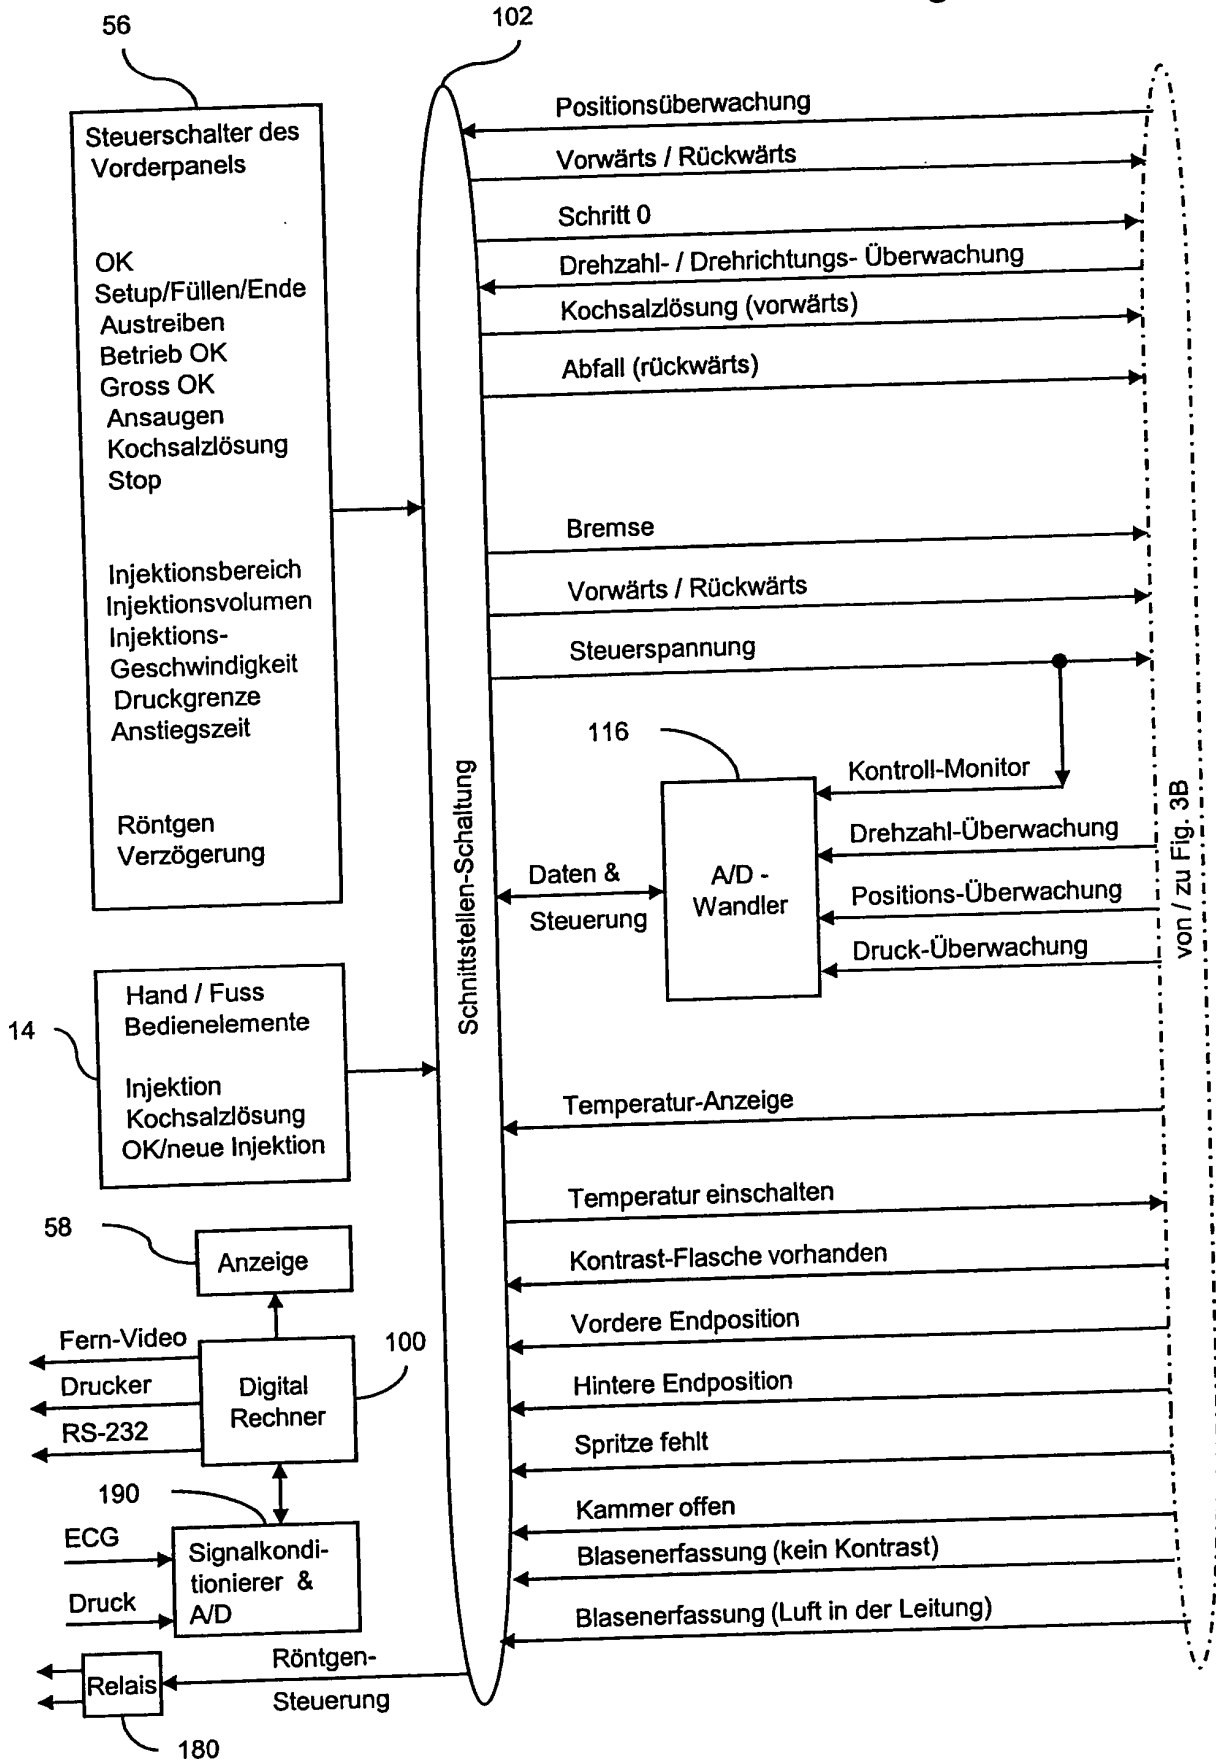 56
102
Steuerschalter des
Vorderpanels
OK
Setup/Füllen/Ende
Austreiben
Betrieb OK
Gross OK
Ansaugen
Kochsalzlösung
Stop
Injektionsbereich
Injektionsvolumen
Injektions-
Geschwindigkeit
Druckgrenze
Anstiegszeit
Röntgen
Verzögerung
14
Hand / Fuss
Bedienelemente
Injektion
Kochsalzlösung
OK/neue Injektion
58
Anzeige
Fern-Video
Drucker
RS-232
100
Digital
Rechner
190
ECG
Druck
Signalkondi-
tionierer &
A/D
Relais
180
Röntgen-
Steuerung
Schnittstellen-Schaltung
Positionsüberwachung
Vorwärts / Rückwärts
Schritt 0
Drehzahl- / Drehrichtungs- Überwachung
Kochsalzlösung (vorwärts)
Abfall (rückwärts)
Bremse
Vorwärts / Rückwärts
Steuerspannung
116
Kontroll-Monitor
Drehzahl-Überwachung
Positions-Überwachung
Druck-Überwachung
A/D -
Wandler
Daten &
Steuerung
Temperatur-Anzeige
Temperatur einschalten
Kontrast-Flasche vorhanden
Vordere Endposition
Hintere Endposition
Spritze fehlt
Kammer offen
Blasenerfassung (kein Kontrast)
Blasenerfassung (Luft in der Leitung)
von / zu Fig. 3B